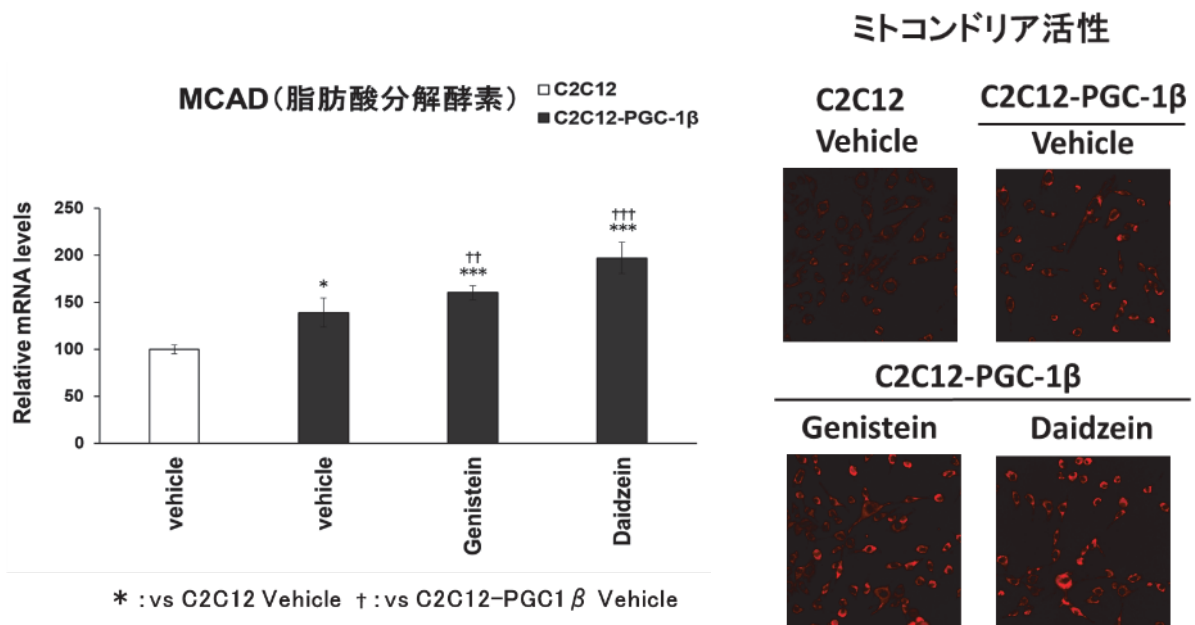 MCAD（脂肪酸分解酵素）
□ C2C12
■ C2C12-PGC-1β
Relative mRNA levels
250
200
150
100
50
0
*
††
***
†††
***
vehicle
vehicle
Genistein
Daidzein
* :vs C2C12 Vehicle † :vs C2C12-PGC1β Vehicle
ミトコンドリア活性
C2C12
Vehicle
C2C12-PGC-1β
Vehicle
C2C12-PGC-1β
Genistein
Daidzein